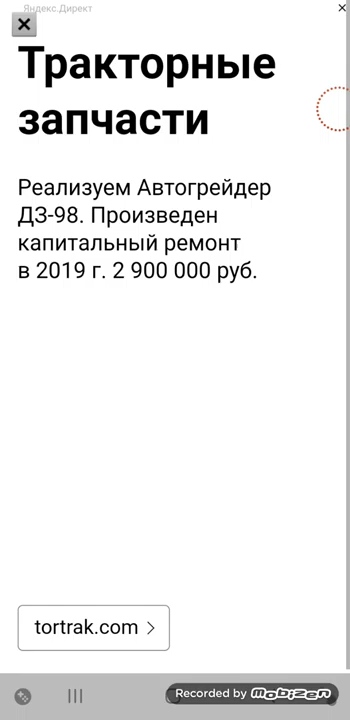 Яндекс.Директ
Тракторные
запчасти
Реализуем Автогрейдер
ДЗ-98. Произведен
капитальный ремонт
в 2019 г. 2 900 000 руб.
tortrak.com
Recorded by Mobizen